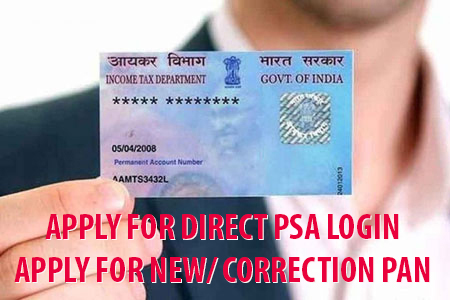 आयकर विभाग
भारत सरकार
INCOME TAX DEPARTMENT
GOVT. OF INDIA
***** ********
05/04/2008
Permanent Account Number
AAMTS3432L
24012013
APPLY FOR DIRECT PSA LOGIN
APPLY FOR NEW/ CORRECTION PAN